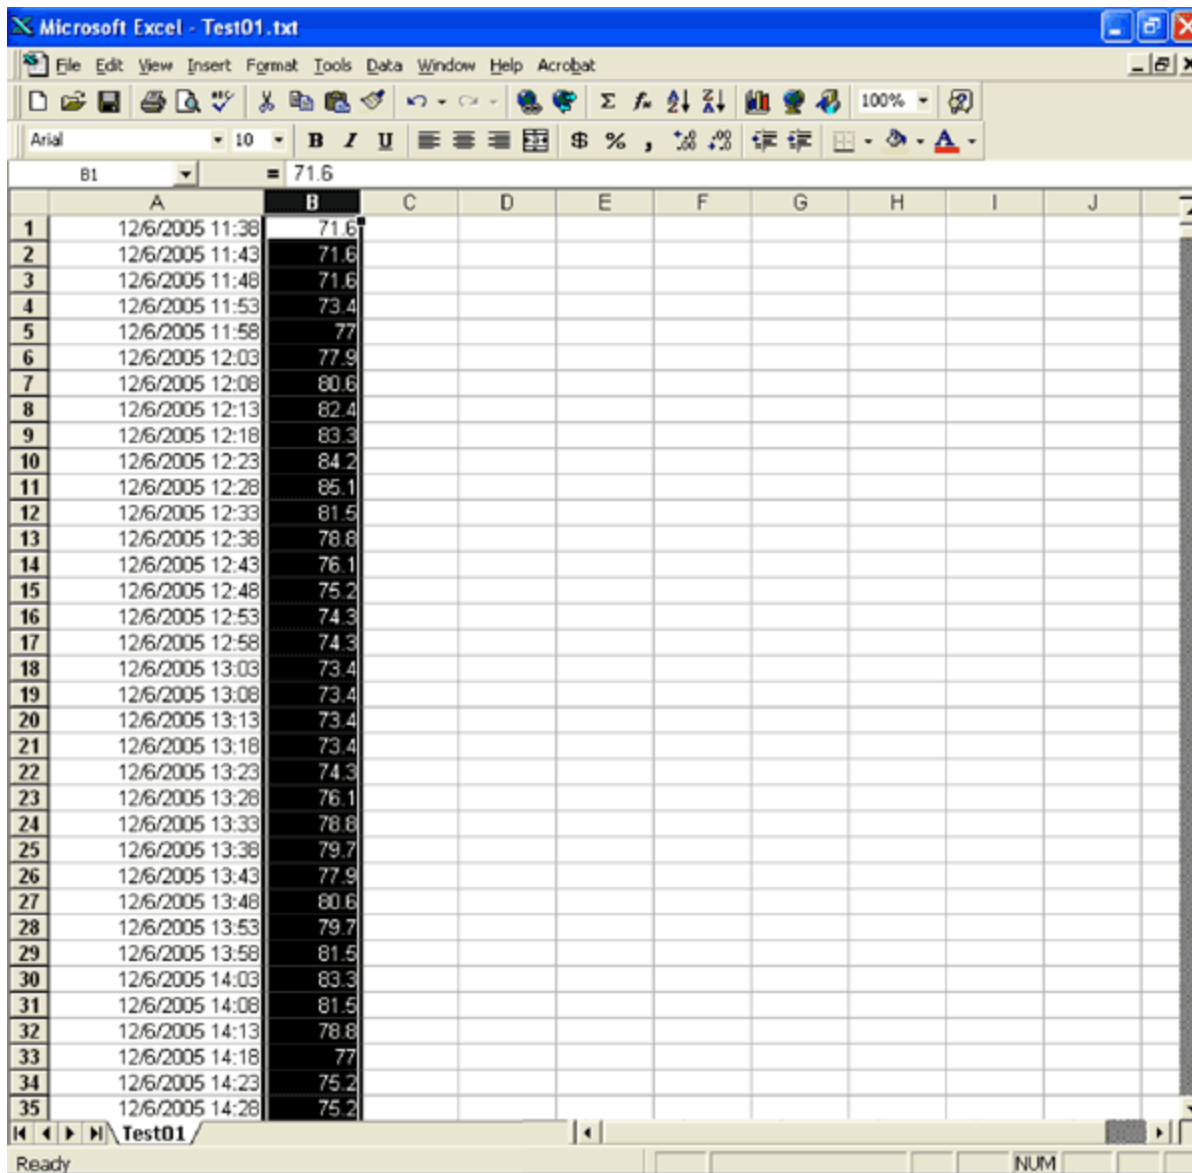 Microsoft Excel - Test01.txt
File Edit View Insert Format Tools Data Window Help Acrobat
100%
Arial 10 B I U $ % ,
B1 = 71.6
A B C D E F G H I J
1 12/6/2005 11:38 71.6
2 12/6/2005 11:43 71.6
3 12/6/2005 11:48 71.6
4 12/6/2005 11:53 73.4
5 12/6/2005 11:58 77
6 12/6/2005 12:03 77.9
7 12/6/2005 12:08 80.6
8 12/6/2005 12:13 82.4
9 12/6/2005 12:18 83.3
10 12/6/2005 12:23 84.2
11 12/6/2005 12:28 85.1
12 12/6/2005 12:33 81.5
13 12/6/2005 12:38 78.8
14 12/6/2005 12:43 76.1
15 12/6/2005 12:48 75.2
16 12/6/2005 12:53 74.3
17 12/6/2005 12:58 74.3
18 12/6/2005 13:03 73.4
19 12/6/2005 13:08 73.4
20 12/6/2005 13:13 73.4
21 12/6/2005 13:18 73.4
22 12/6/2005 13:23 74.3
23 12/6/2005 13:28 76.1
24 12/6/2005 13:33 78.8
25 12/6/2005 13:38 79.7
26 12/6/2005 13:43 77.9
27 12/6/2005 13:48 80.6
28 12/6/2005 13:53 79.7
29 12/6/2005 13:58 81.5
30 12/6/2005 14:03 83.3
31 12/6/2005 14:08 81.5
32 12/6/2005 14:13 78.8
33 12/6/2005 14:18 77
34 12/6/2005 14:23 75.2
35 12/6/2005 14:28 75.2
Test01
Ready NUM